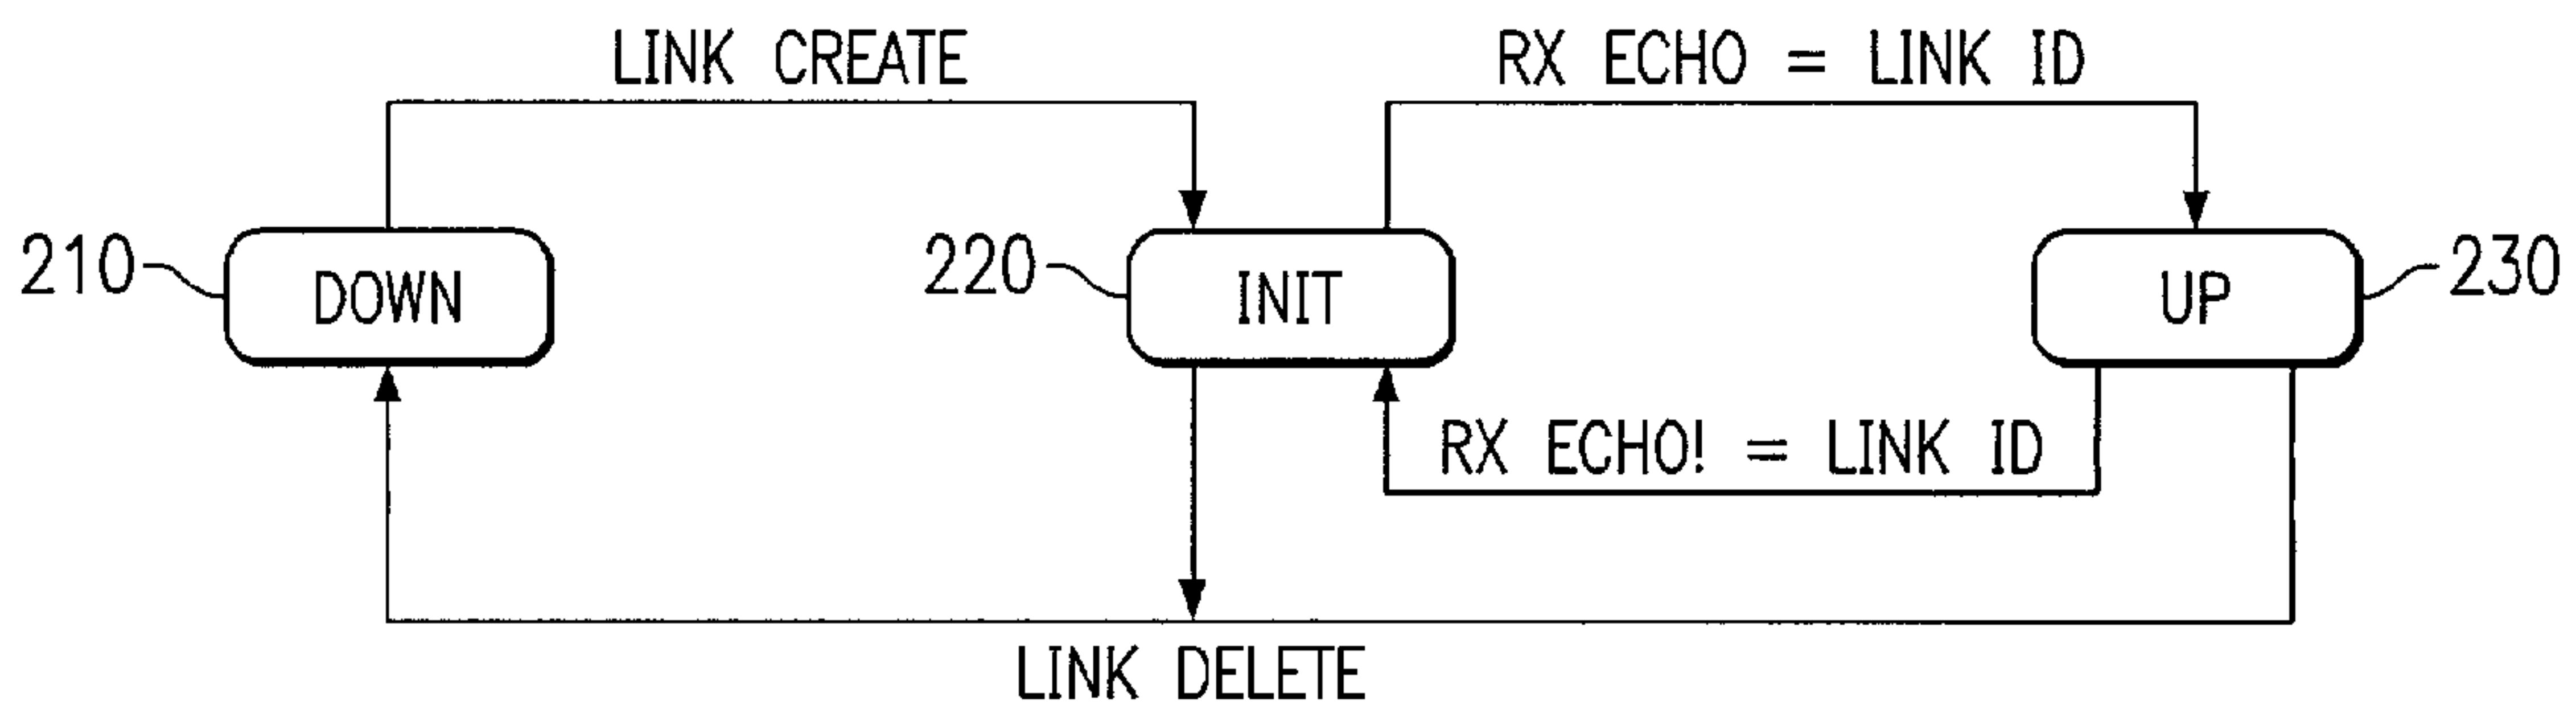 LINK CREATE
RX ECHO = LINK ID
210
DOWN
220
INIT
UP
230
RX ECHO! = LINK ID
LINK DELETE